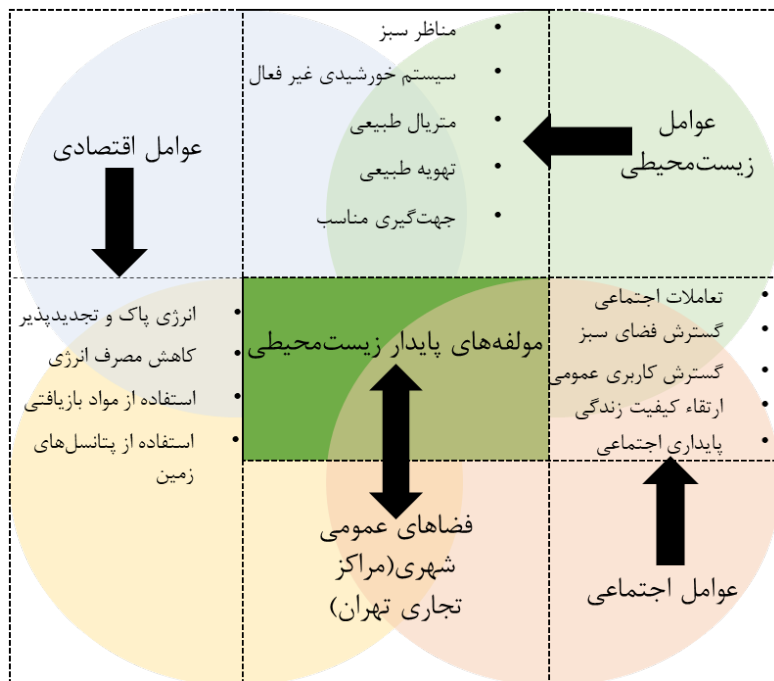 عوامل
زیست‌محیطی
• مناظر سبز
• سیستم خورشیدی غیر فعال
• متریال طبیعی
• تهویه طبیعی
• جهت‌گیری مناسب
عوامل اقتصادی
• تعاملات اجتماعی
• گسترش فضای سبز
• گسترش کاربری عمومی
• ارتقاء کیفیت زندگی
• پایداری اجتماعی
مولفه‌های پایدار زیست‌محیطی
• انرژی پاک و تجدیدپذیر
• کاهش مصرف انرژی
• استفاده از مواد بازیافتی
• استفاده از پتانسل‌های
زمین
عوامل اجتماعی
فضاهای عمومی
شهری(مراکز
تجاری تهران)